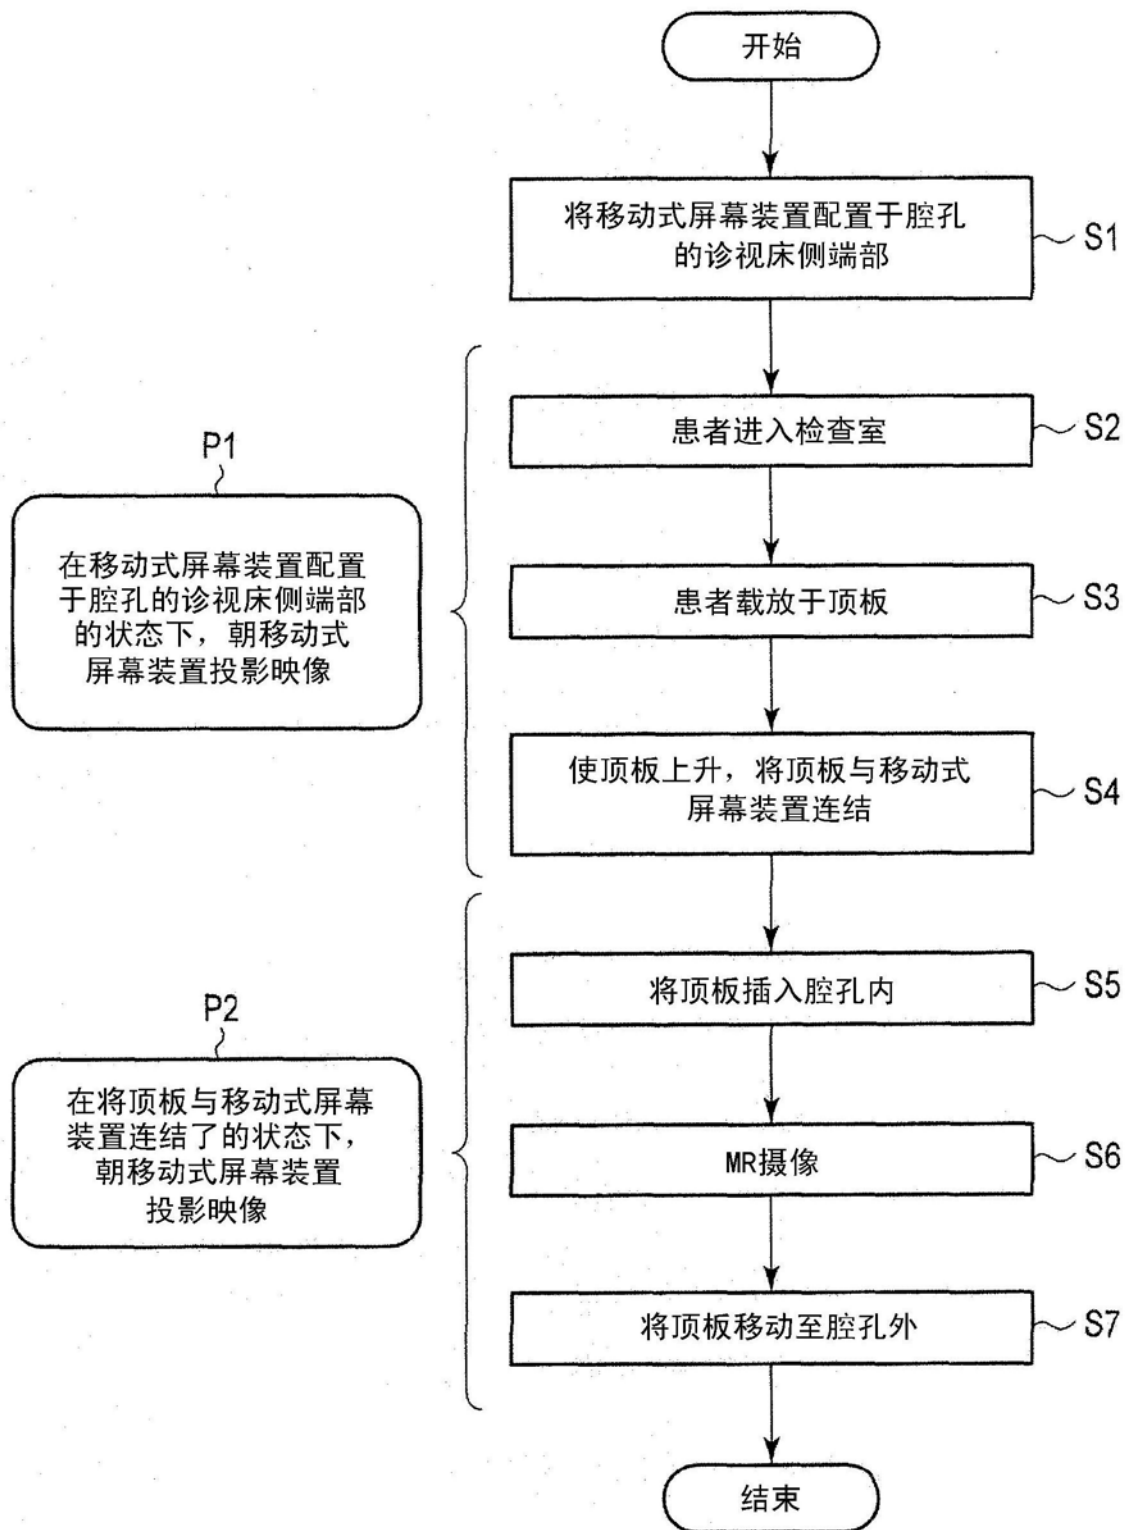 开始
将移动式屏幕装置配置于腔孔
的诊视床侧端部
S1
患者进入检查室
S2
P1
在移动式屏幕装置配置
于腔孔的诊视床侧端部
的状态下，朝移动式
屏幕装置投影映像
患者载放于顶板
S3
使顶板上升，将顶板与移动式
屏幕装置连结
S4
将顶板插入腔孔内
S5
P2
在将顶板与移动式屏幕
装置连结了的状态下，
朝移动式屏幕装置
投影映像
MR摄像
S6
将顶板移动至腔孔外
S7
结束